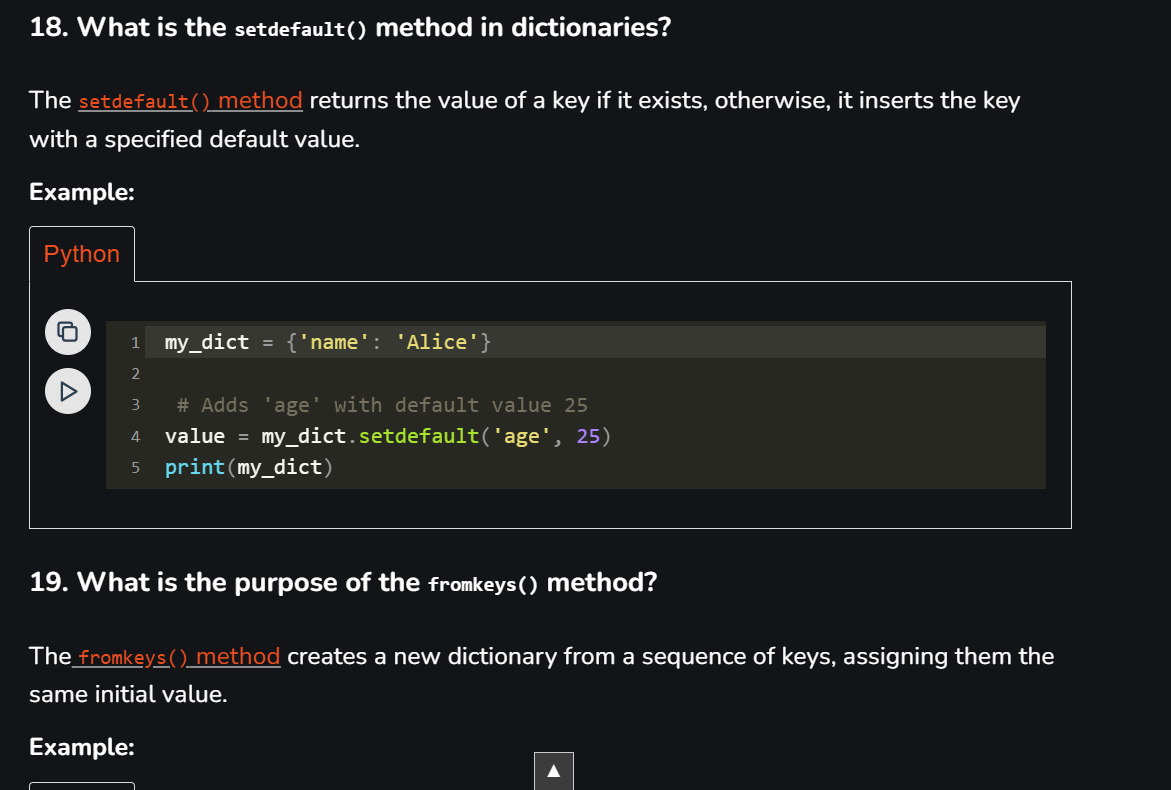 18. What is the setdefault() method in dictionaries?
The setdefault() method returns the value of a key if it exists, otherwise, it inserts the key
with a specified default value.
Example:
Python
1 my_dict = {'name': 'Alice'}
2
3 # Adds 'age' with default value 25
4 value = my_dict.setdefault('age', 25)
5 print(my_dict)
19. What is the purpose of the fromkeys() method?
The fromkeys() method creates a new dictionary from a sequence of keys, assigning them the
same initial value.
Example: